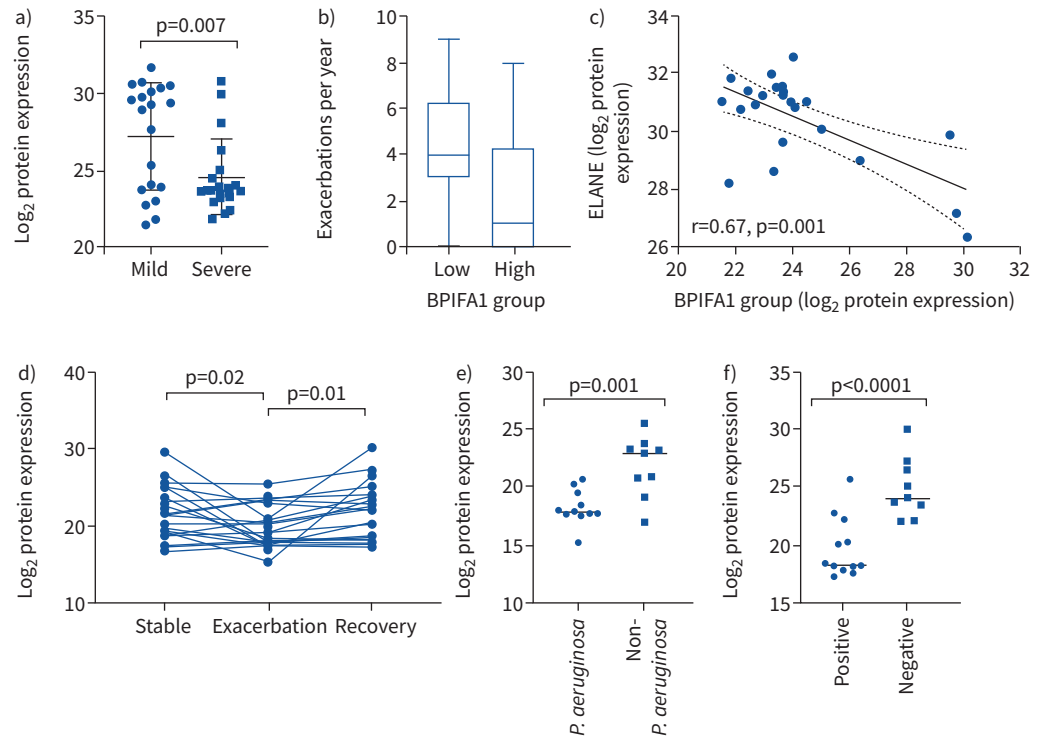 a)
p=0.007
Log2 protein expression
35
30
25
20
Mild
Severe
b)
Exacerbations per year
10
8
6
4
2
0
Low
High
BPIFA1 group
c)
ELANE (log2 protein
expression)
34
32
30
28
26
r=0.67, p=0.001
20
22
24
26
28
30
32
BPIFA1 group (log2 protein expression)
d)
Log2 protein expression
40
30
20
10
p=0.02
p=0.01
Stable
Exacerbation
Recovery
e)
Log2 protein expression
30
25
20
15
10
p=0.001
P. aeruginosa
Non-
P. aeruginosa
f)
Log2 protein expression
35
30
25
20
15
p<0.0001
Positive
Negative